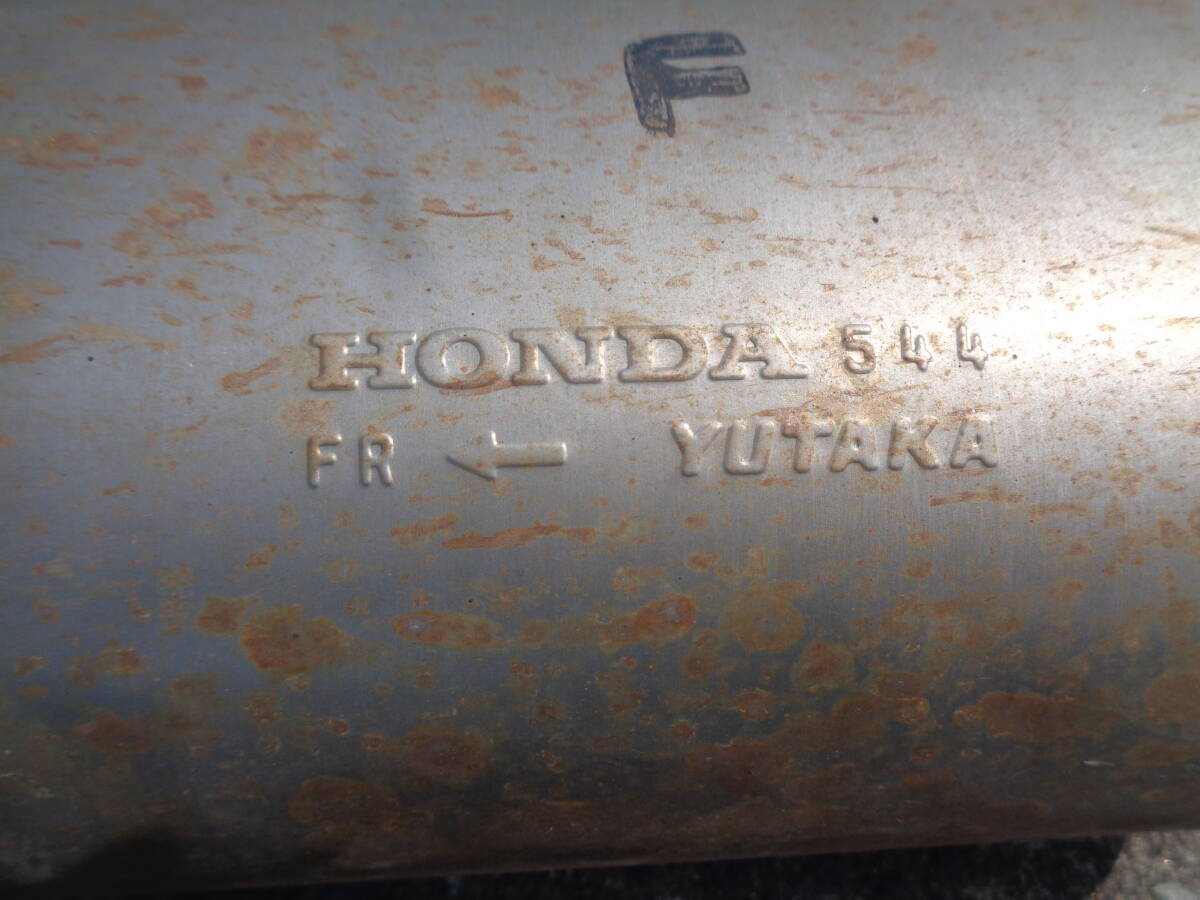 F
HONDA 544
FR ← YUTAKA